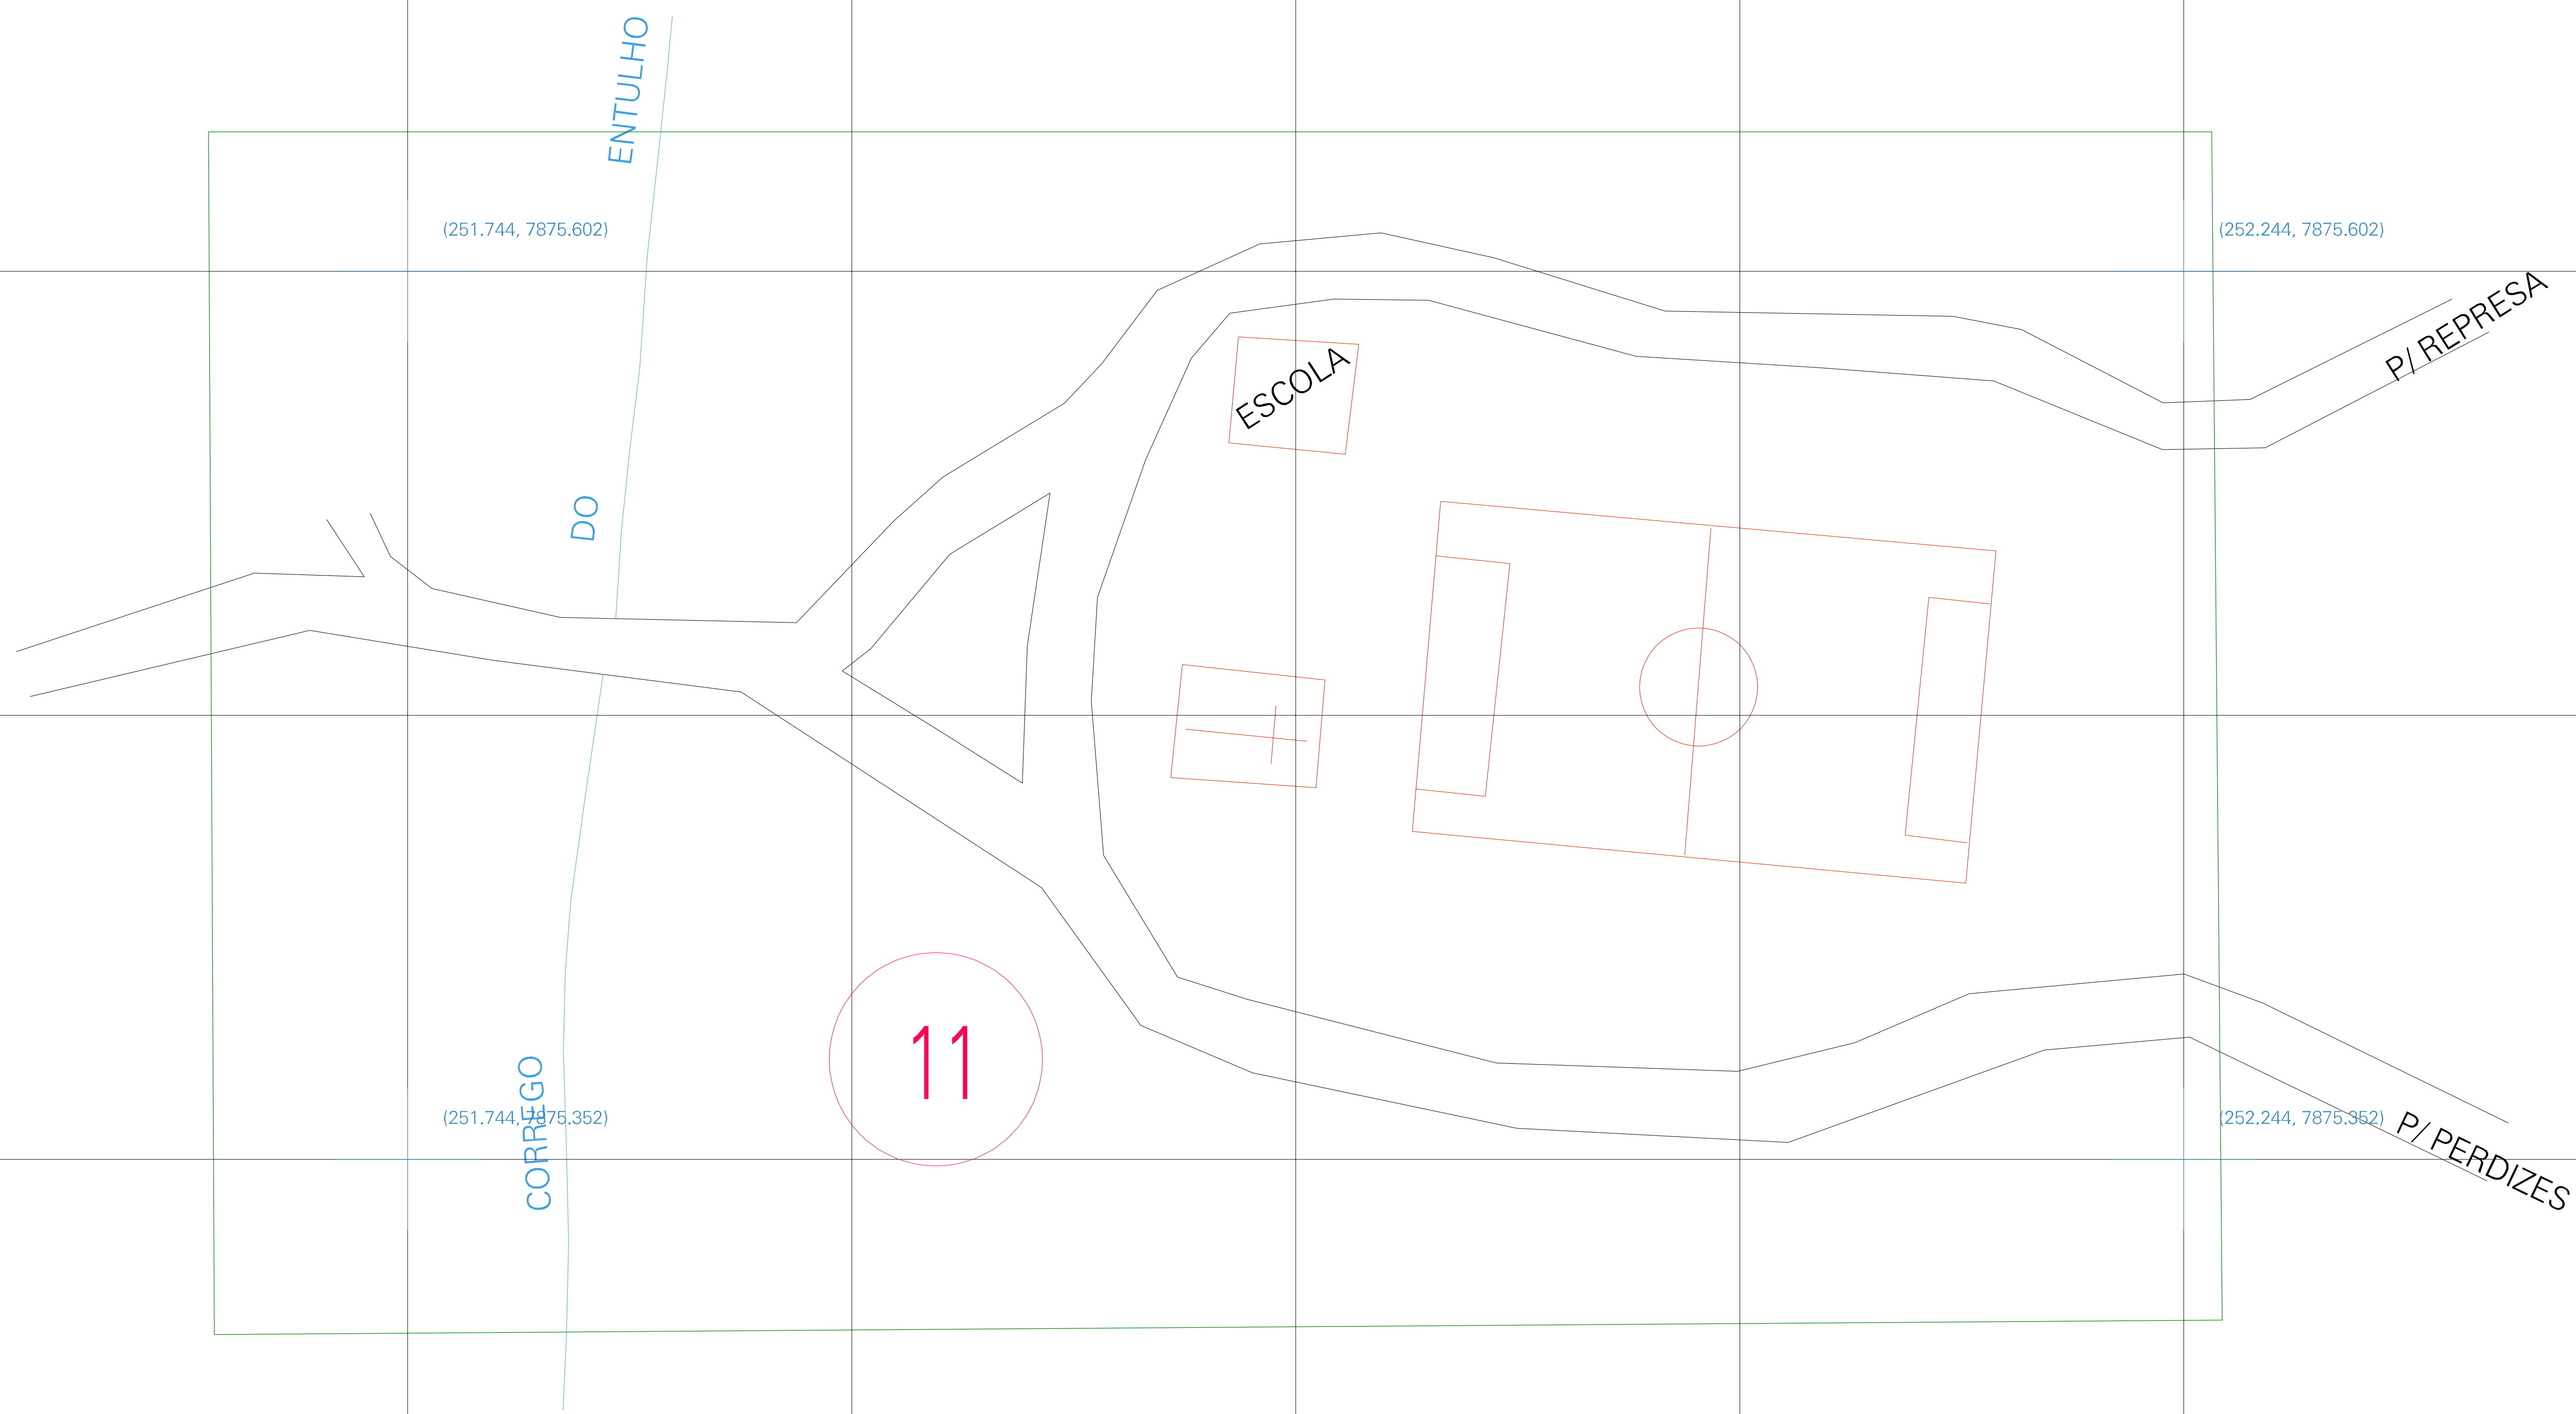 ENTULHO
(251.744, 7875.602)
(252.244, 7875.602)
P/ REPRESA
ESCOLA
DO
11
CORREGO
(251.744, 7875.352)
(252.244, 7875.352)
P/ PERDIZES